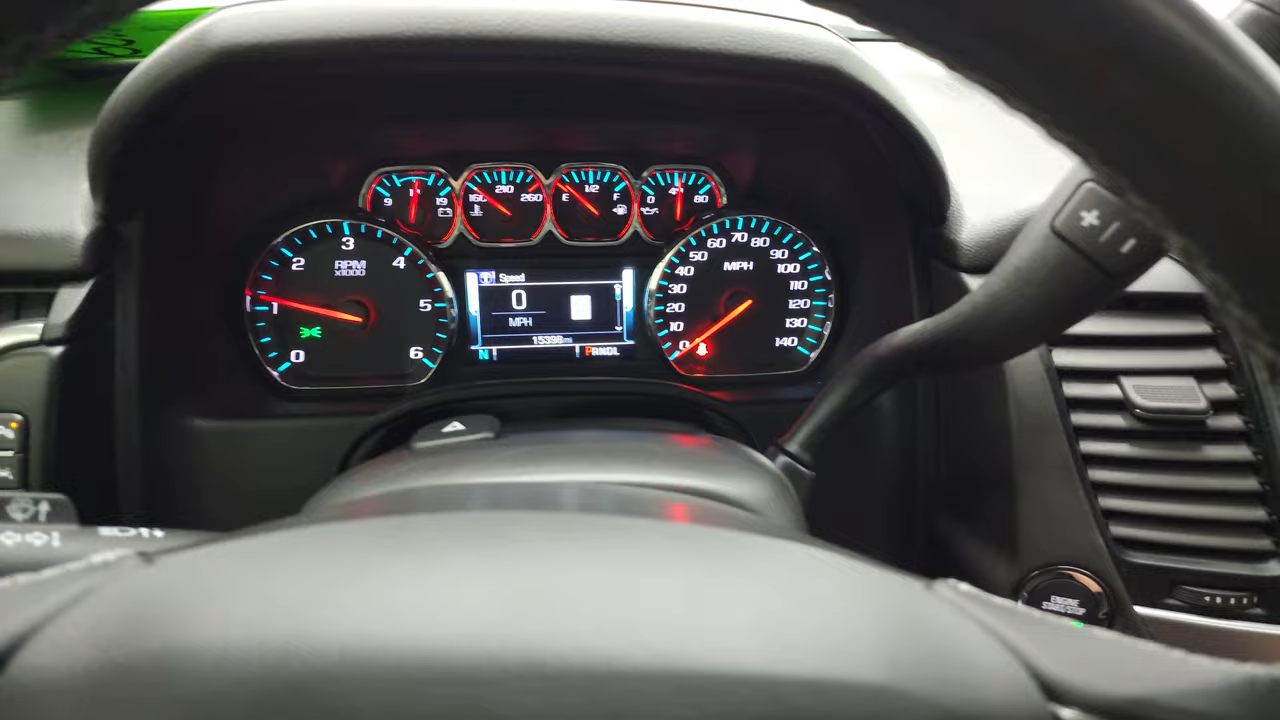 9 19
160 210 260
E 1/2 F
0 40 80
0 1 2 3 4 5 6
RPM
X1000
Speed
0
MPH
15398mi
N
PRNDL
0 10 20 30 40 50 60 70 80 90 100 110 120 130 140
MPH
ENGINE
START/STOP